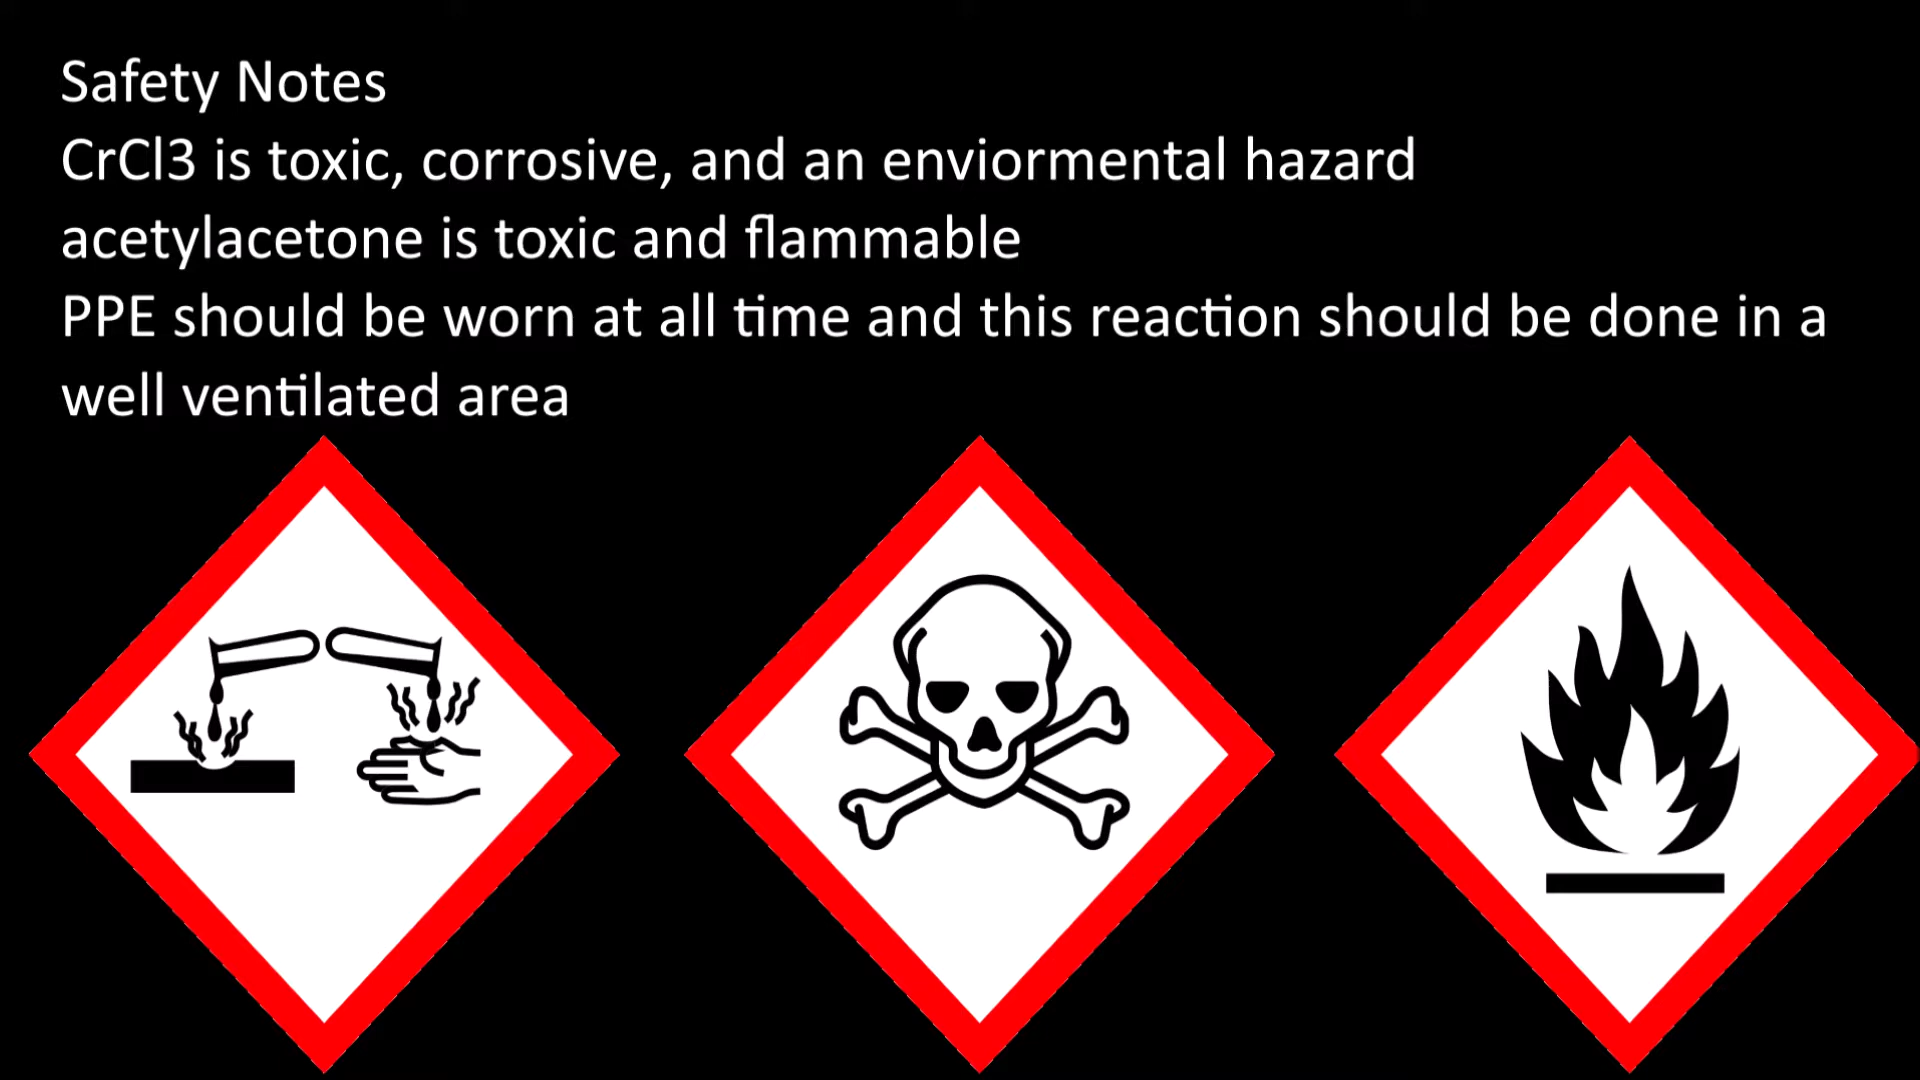 Safety Notes
CrCl3 is toxic, corrosive, and an enviormental hazard
acetylacetone is toxic and flammable
PPE should be worn at all time and this reaction should be done in a
well ventilated area